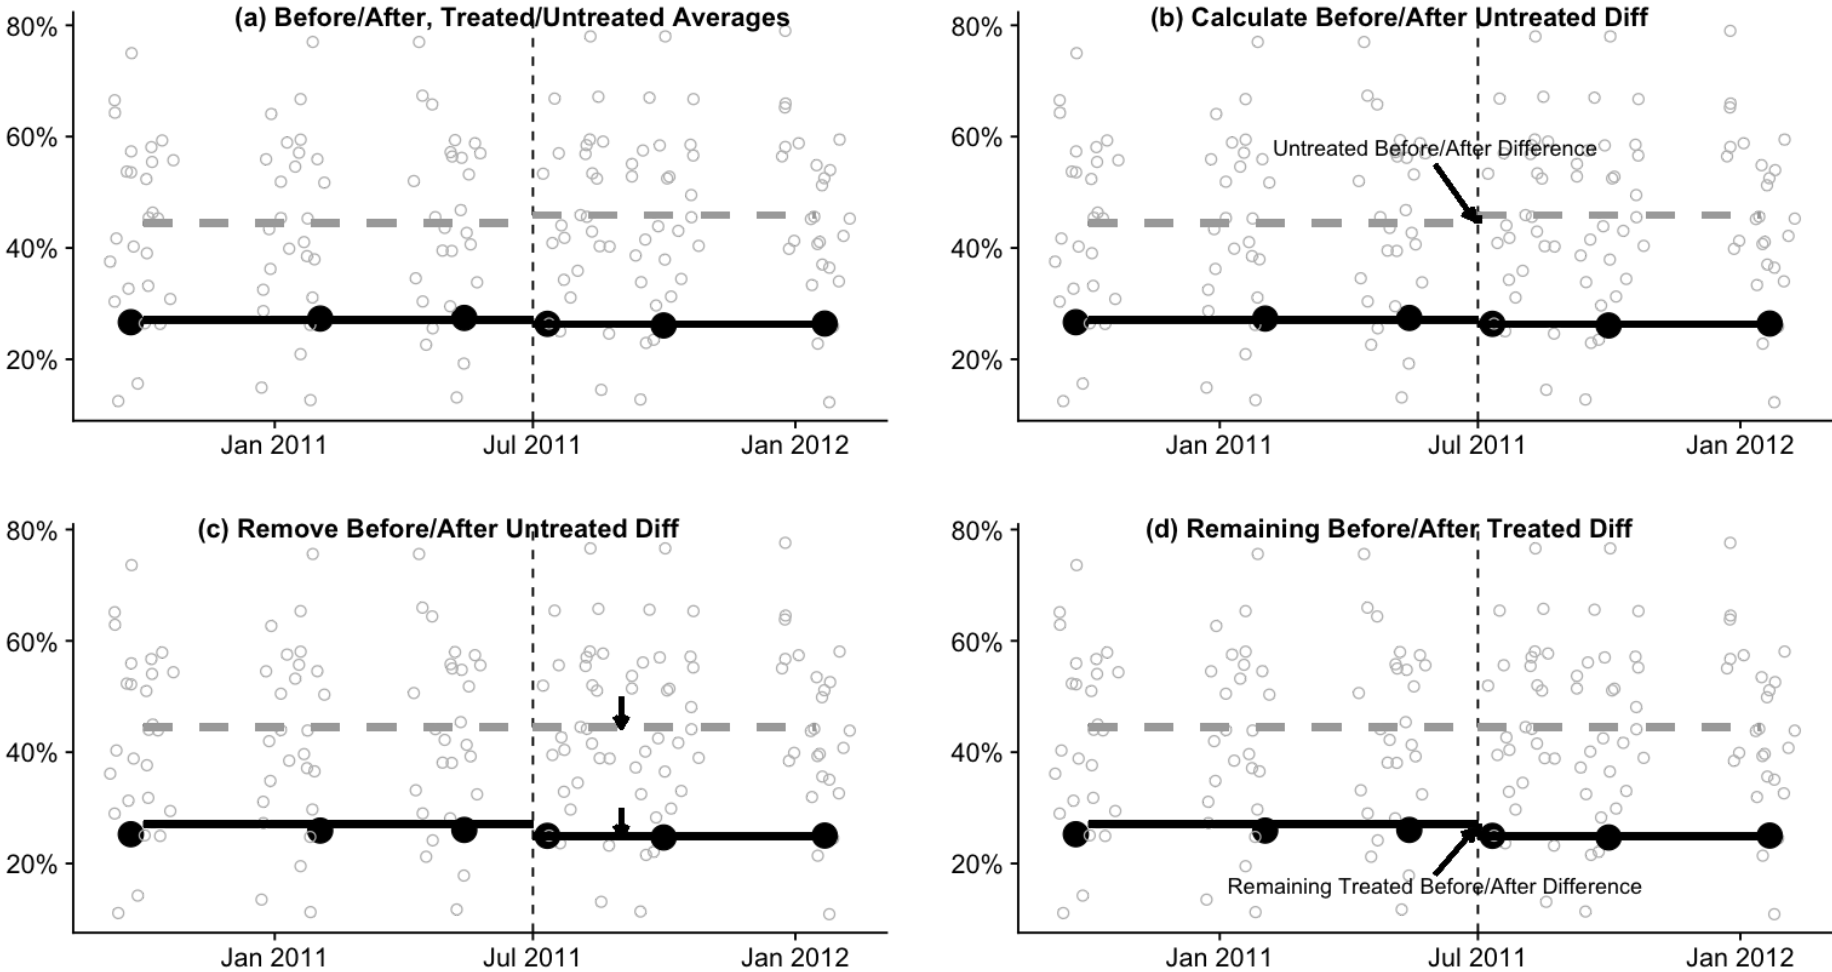 (a) Before/After, Treated/Untreated Averages
80%
60%
40%
20%
Jan 2011 Jul 2011 Jan 2012
(b) Calculate Before/After Untreated Diff
80%
60%
Untreated Before/After Difference
40%
20%
Jan 2011 Jul 2011 Jan 2012
(c) Remove Before/After Untreated Diff
80%
60%
40%
20%
Jan 2011 Jul 2011 Jan 2012
(d) Remaining Before/After Treated Diff
80%
60%
40%
20%
Remaining Treated Before/After Difference
Jan 2011 Jul 2011 Jan 2012